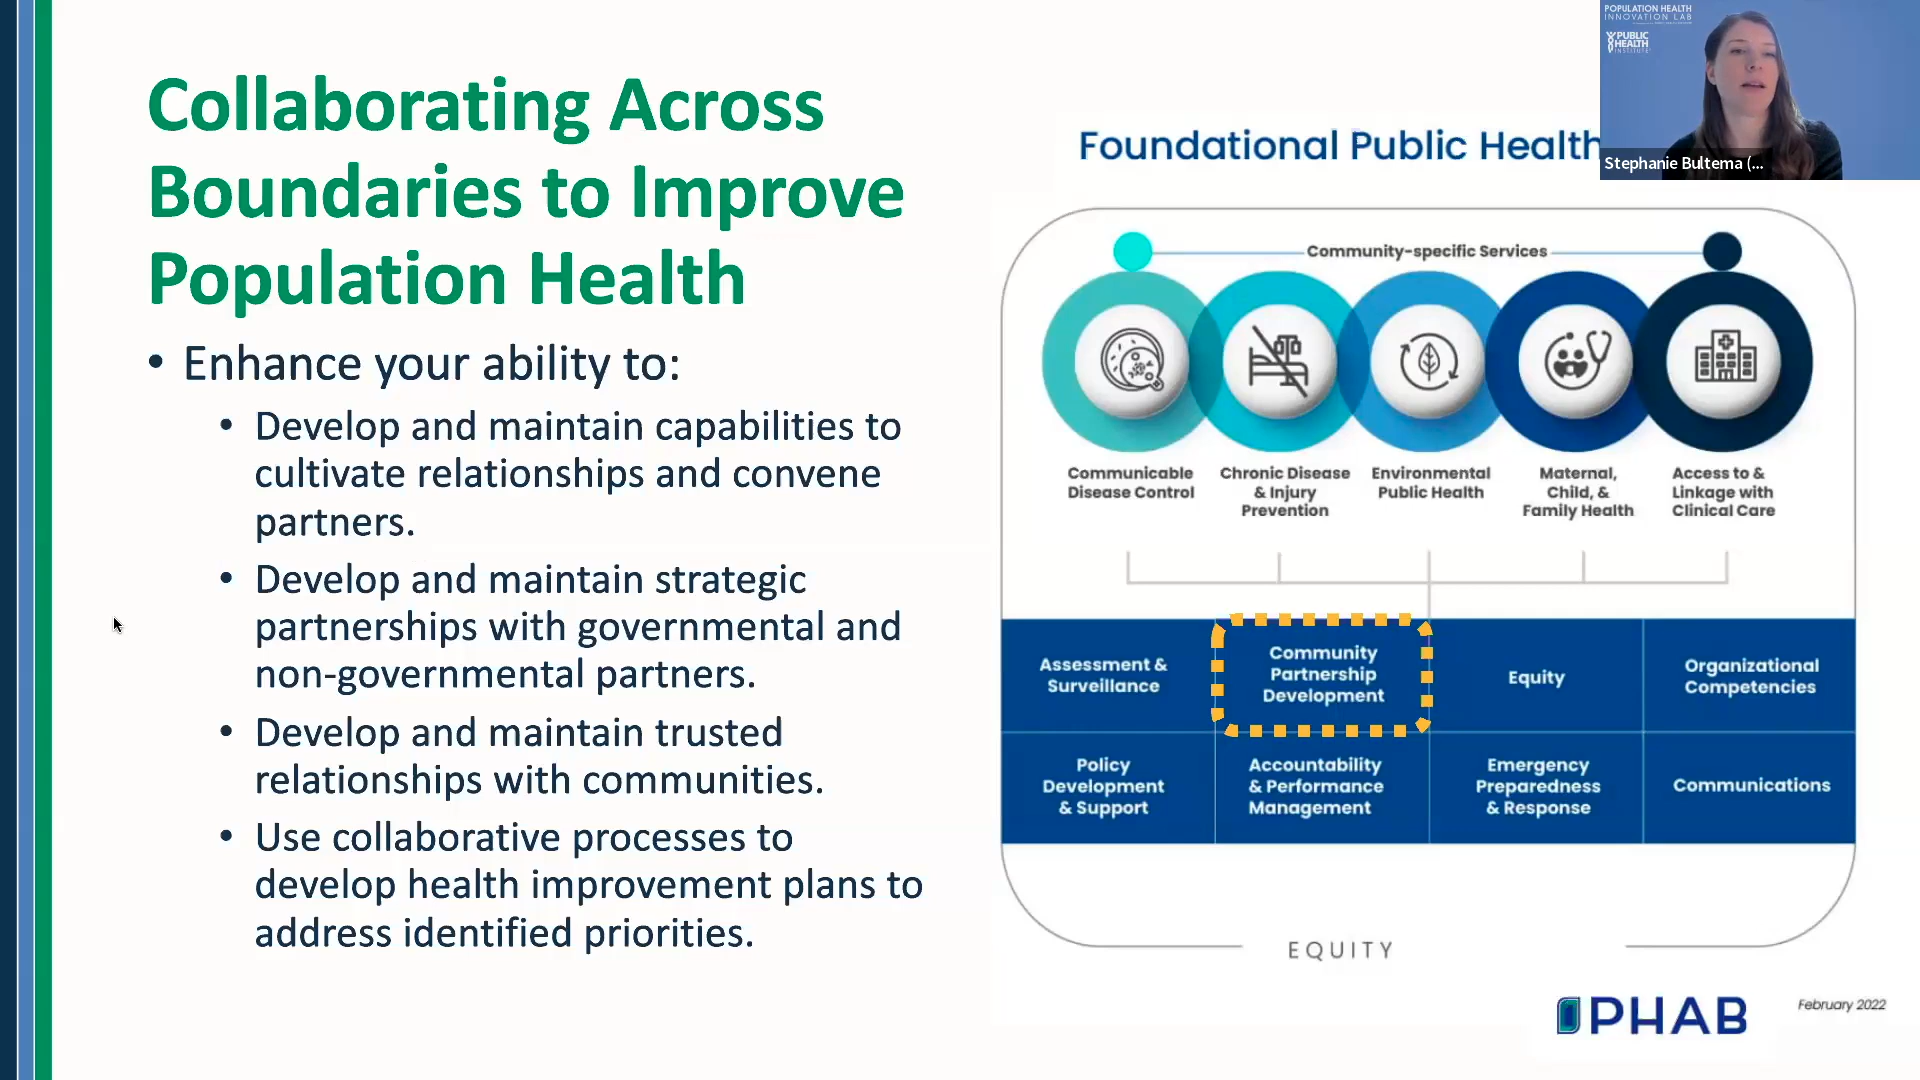 Collaborating Across
Boundaries to Improve
Population Health
• Enhance your ability to:
• Develop and maintain capabilities to
cultivate relationships and convene
partners.
• Develop and maintain strategic
partnerships with governmental and
non-governmental partners.
• Develop and maintain trusted
relationships with communities.
• Use collaborative processes to
develop health improvement plans to
address identified priorities.
POPULATION HEALTH
INNOVATION LAB
PUBLIC
HEALTH
INSTITUTE
Stephanie Bultema (...
Foundational Public Health
Community-specific Services
Communicable
Disease Control
Chronic Disease
& Injury
Prevention
Environmental
Public Health
Maternal,
Child, &
Family Health
Access to &
Linkage with
Clinical Care
Assessment &
Surveillance
Community
Partnership
Development
Equity
Organizational
Competencies
Policy
Development
& Support
Accountability
& Performance
Management
Emergency
Preparedness
& Response
Communications
EQUITY
PHAB
February 2022